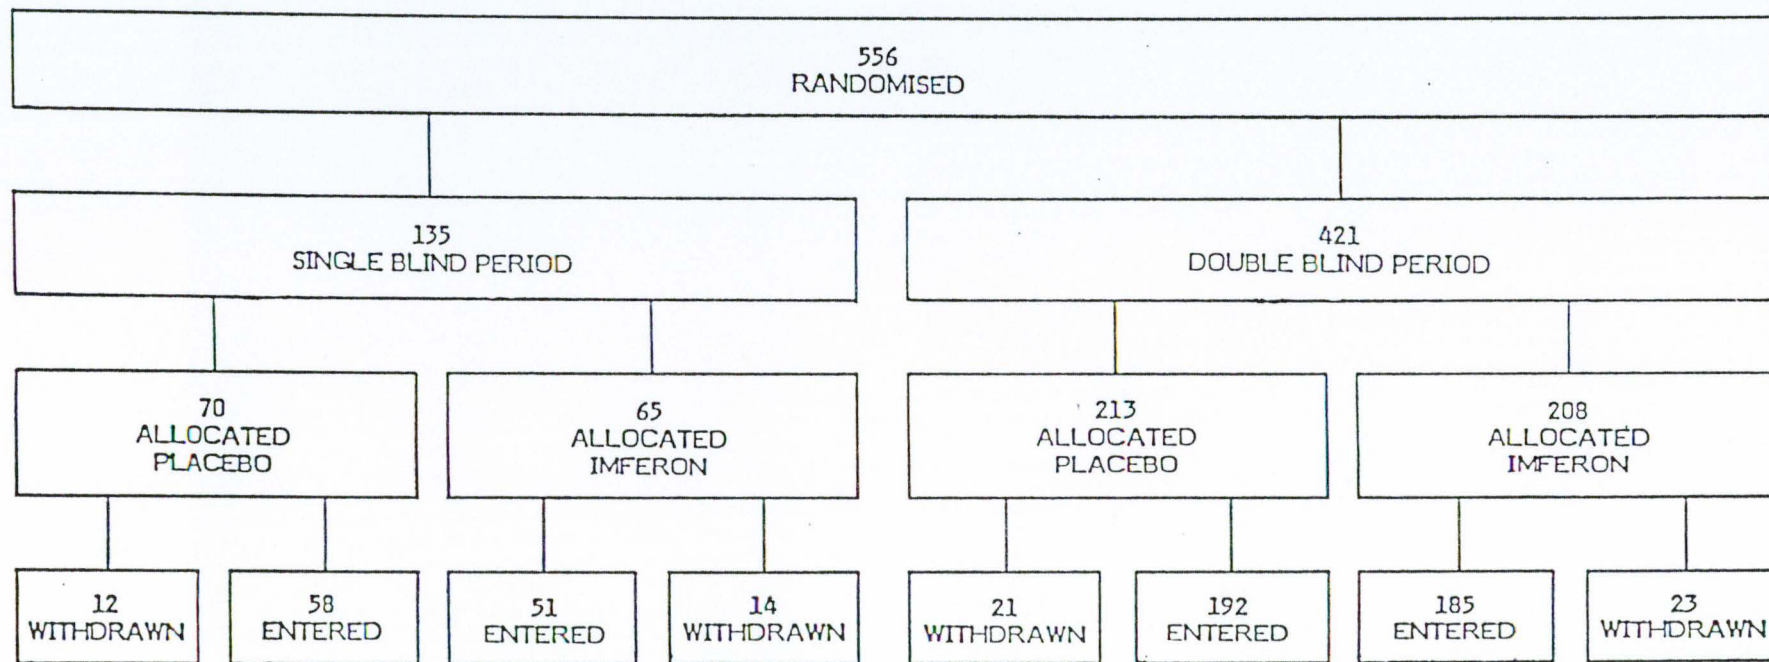 556
RANDOMISED
135
SINGLE BLIND PERIOD
421
DOUBLE BLIND PERIOD
70
ALLOCATED
PLACEBO
65
ALLOCATED
IMFERON
213
ALLOCATED
PLACEBO
208
ALLOCATED
IMFERON
12
WITHDRAWN
58
ENTERED
51
ENTERED
14
WITHDRAWN
21
WITHDRAWN
192
ENTERED
185
ENTERED
23
WITHDRAWN